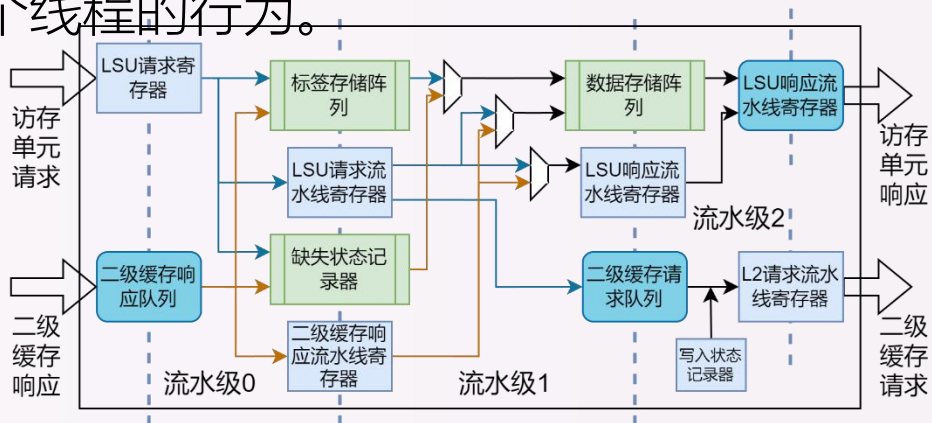 个线程的行为。
LSU请求寄
存器
标签存储阵
列
数据存储阵
列
LSU响应流
水线寄存器
访存
单元
请求
访存
单元
响应
LSU请求流
水线寄存器
LSU响应流
水线寄存器
流水级2
缺失状态记
录器
二级缓存响
应队列
二级缓存请
求队列
L2请求流水
线寄存器
二级
缓存
响应
二级缓存响
应流水线寄
存器
写入状态
记录器
二级
缓存
请求
流水级0
流水级1